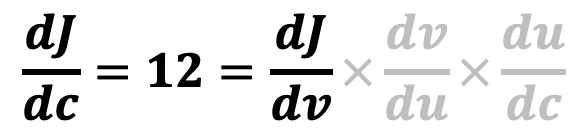 dJ/dc = 12 = dJ/dv × dv/du × du/dc